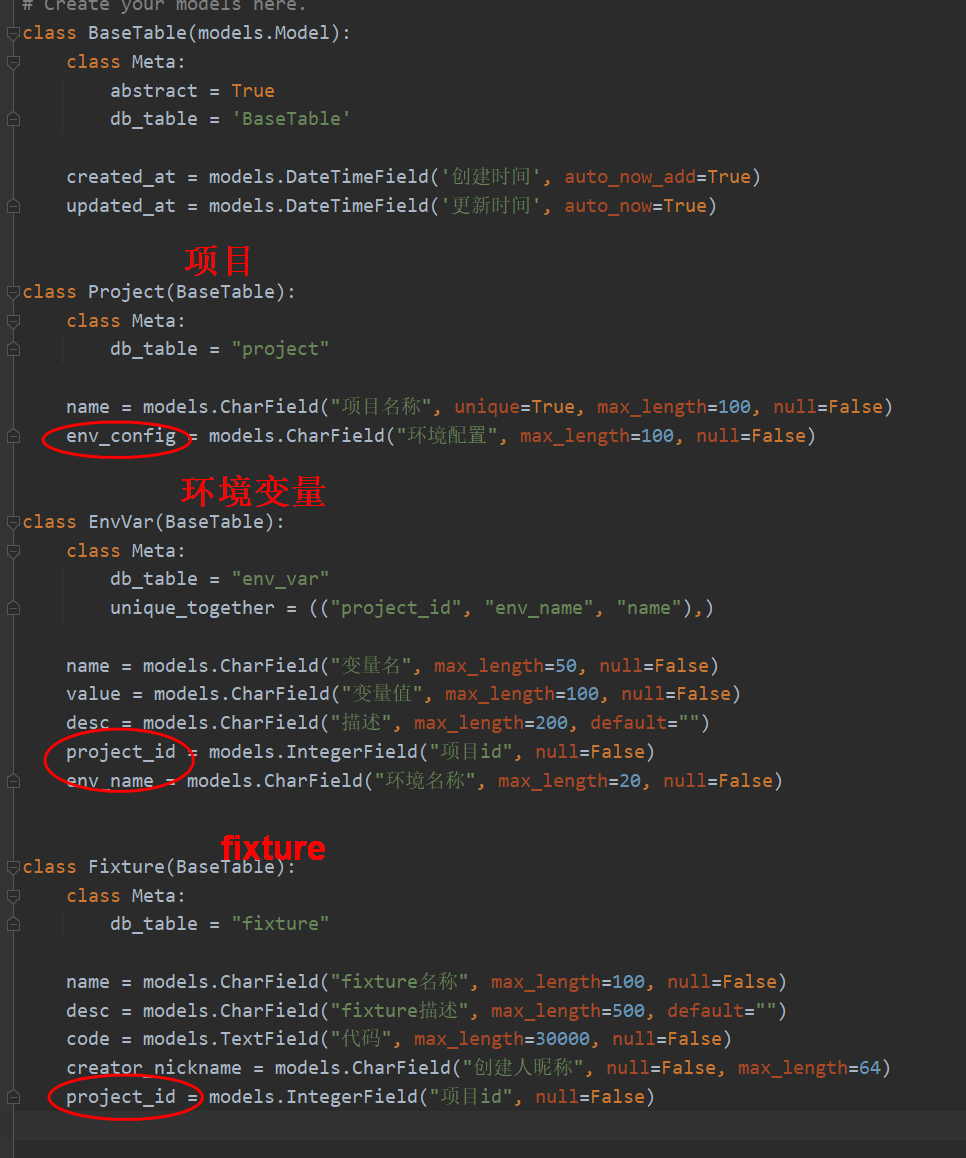 # Create your models here.
class BaseTable(models.Model):
    class Meta:
        abstract = True
        db_table = 'BaseTable'
    created_at = models.DateTimeField('创建时间', auto_now_add=True)
    updated_at = models.DateTimeField('更新时间', auto_now=True)
项目
class Project(BaseTable):
    class Meta:
        db_table = "project"
    name = models.CharField("项目名称", unique=True, max_length=100, null=False)
    env_config = models.CharField("环境配置", max_length=100, null=False)
环境变量
class EnvVar(BaseTable):
    class Meta:
        db_table = "env_var"
        unique_together = (("project_id", "env_name", "name"),)
    name = models.CharField("变量名", max_length=50, null=False)
    value = models.CharField("变量值", max_length=100, null=False)
    desc = models.CharField("描述", max_length=200, default="")
    project_id = models.IntegerField("项目id", null=False)
    env_name = models.CharField("环境名称", max_length=20, null=False)
fixture
class Fixture(BaseTable):
    class Meta:
        db_table = "fixture"
    name = models.CharField("fixture名称", max_length=100, null=False)
    desc = models.CharField("fixture描述", max_length=500, default="")
    code = models.TextField("代码", max_length=30000, null=False)
    creator_nickname = models.CharField("创建人昵称", null=False, max_length=64)
    project_id = models.IntegerField("项目id", null=False)